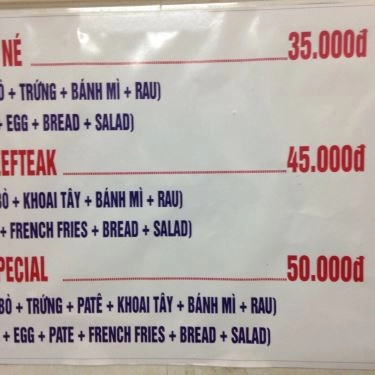 NÉ 35.000đ
+ TRỨNG + BÁNH MÌ + RAU)
+ EGG + BREAD + SALAD)
45.000đ
BÒ + KHOAI TÂY + BÁNH MÌ + RAU)
+ FRENCH FRIES + BREAD + SALAD)
PECIAL 50.000đ
BÒ + TRỨNG + PATÊ + KHOAI TÂY + BÁNH MÌ + RAU)
+ EGG + PATE + FRENCH FRIES + BREAD + SALAD)